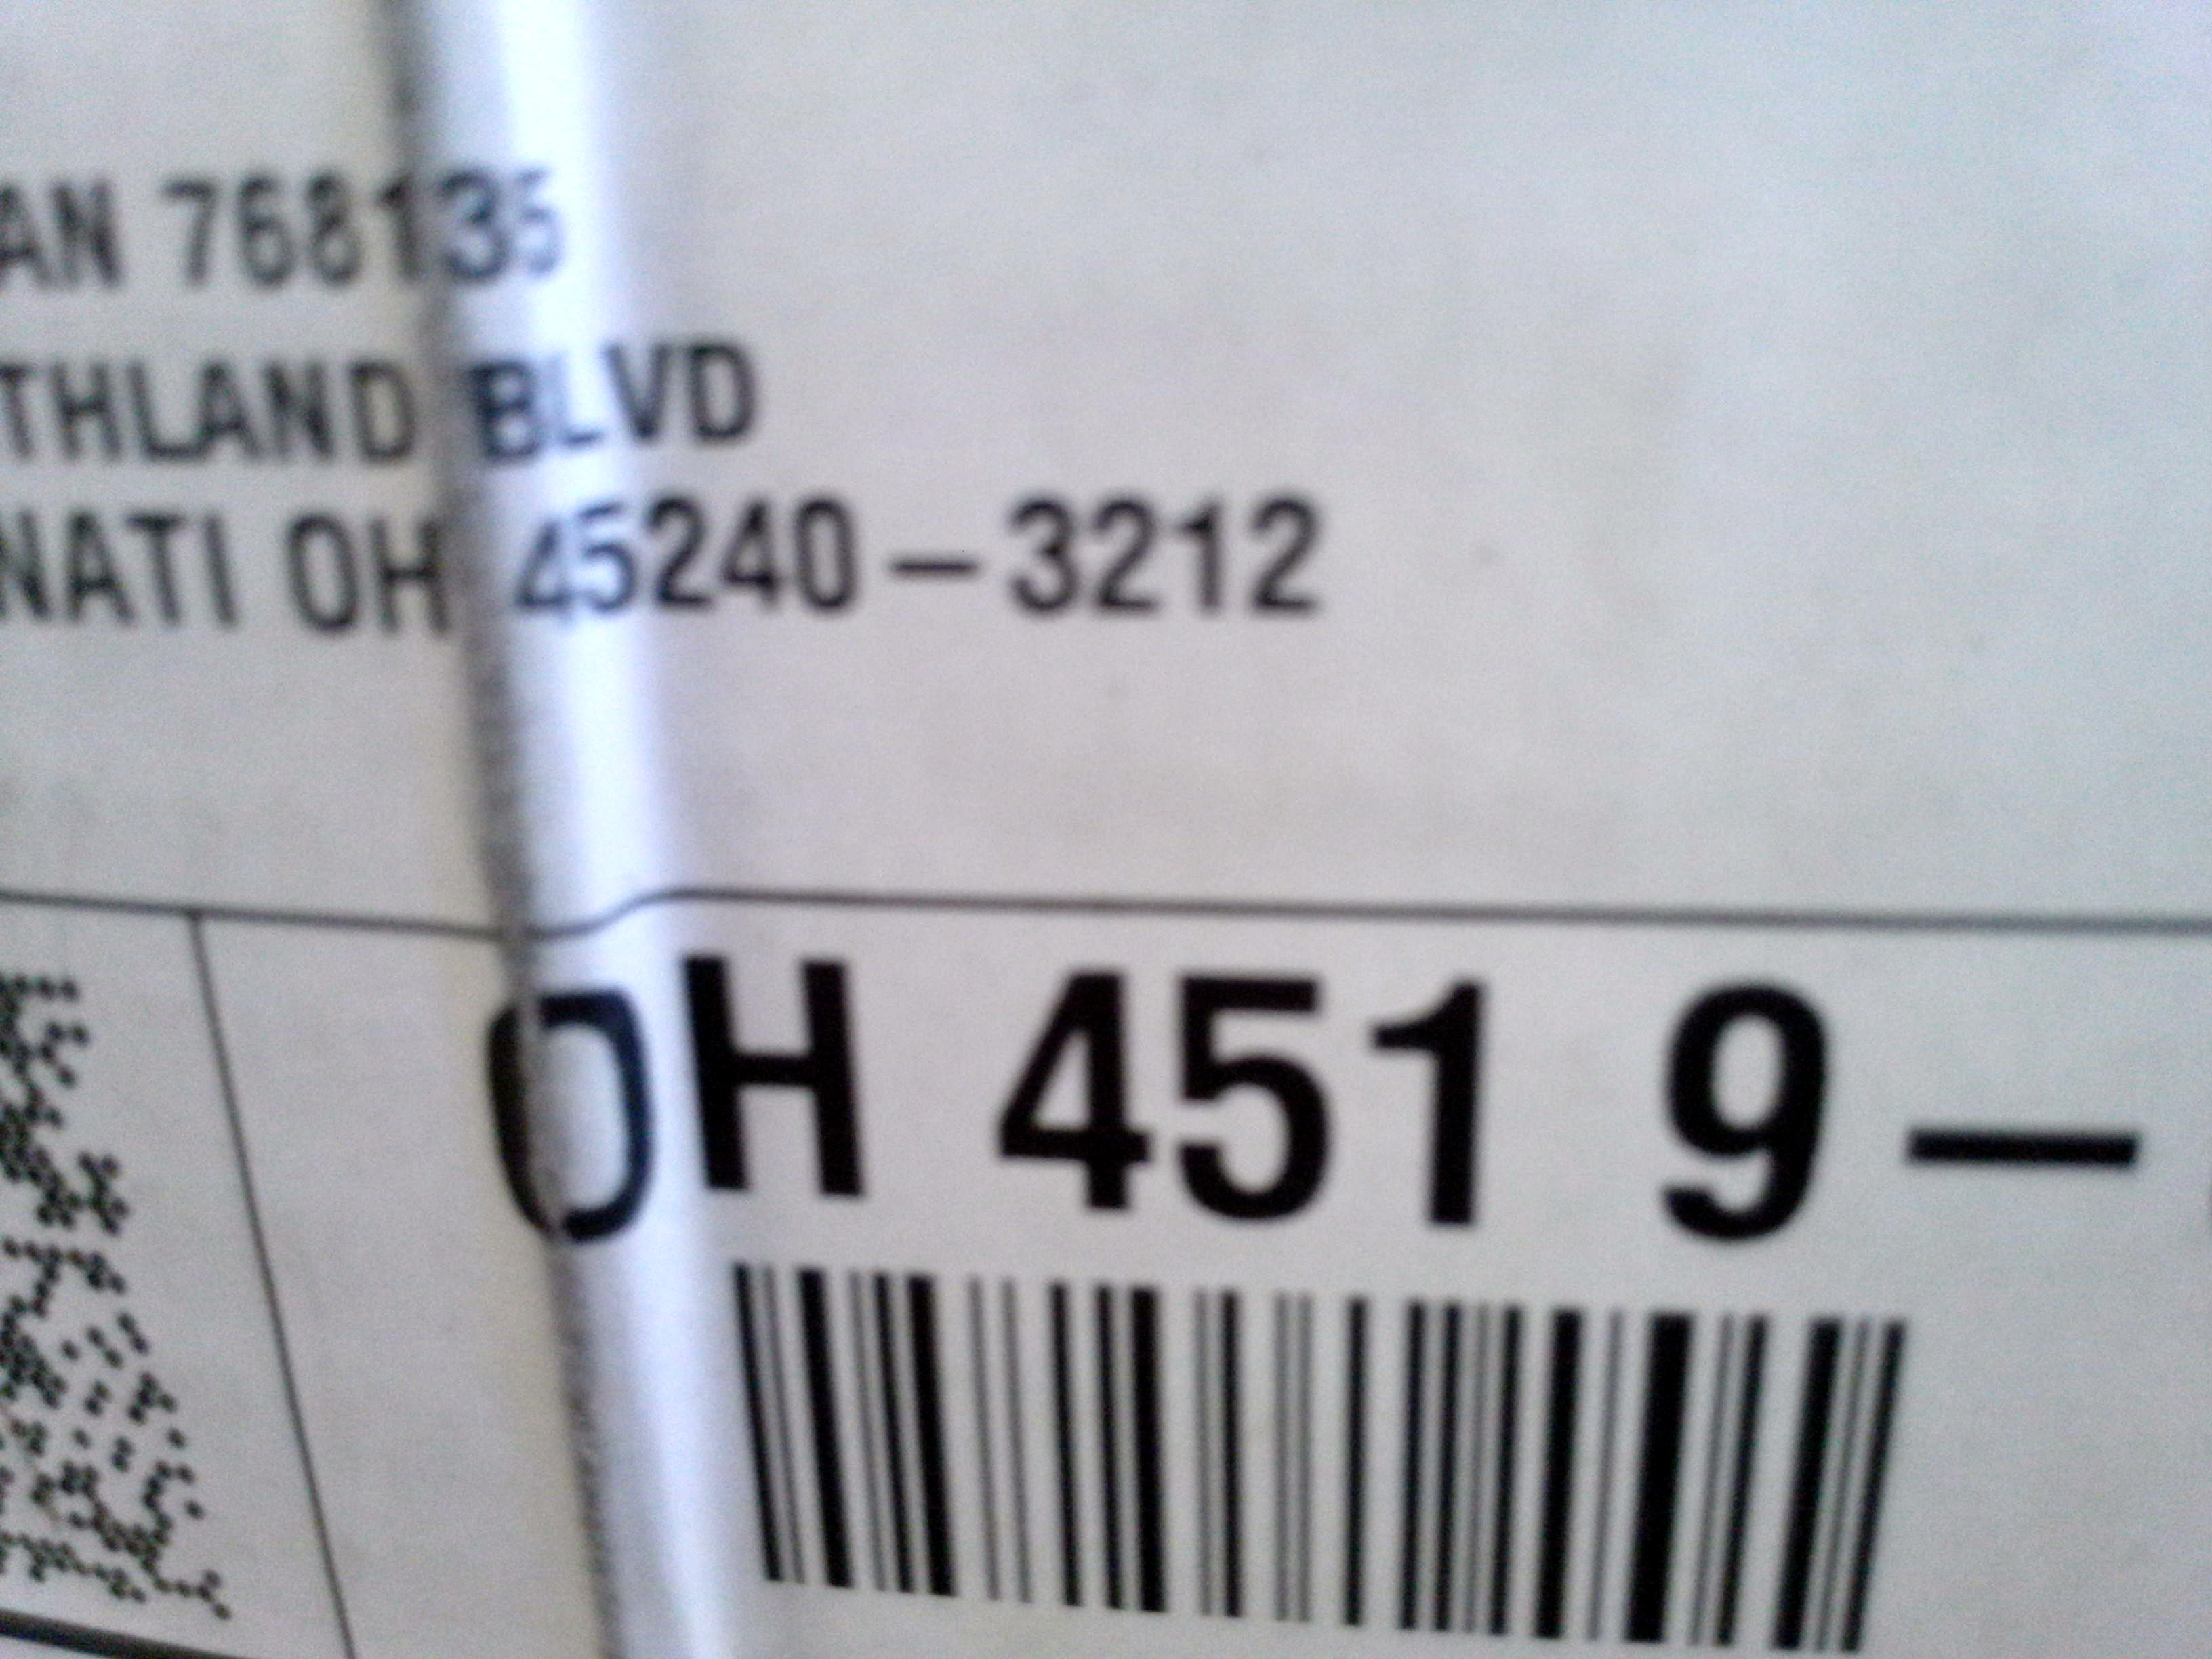 AN 768135
THLAND BLVD
NATI OH 45240-3212
OH 451 9-